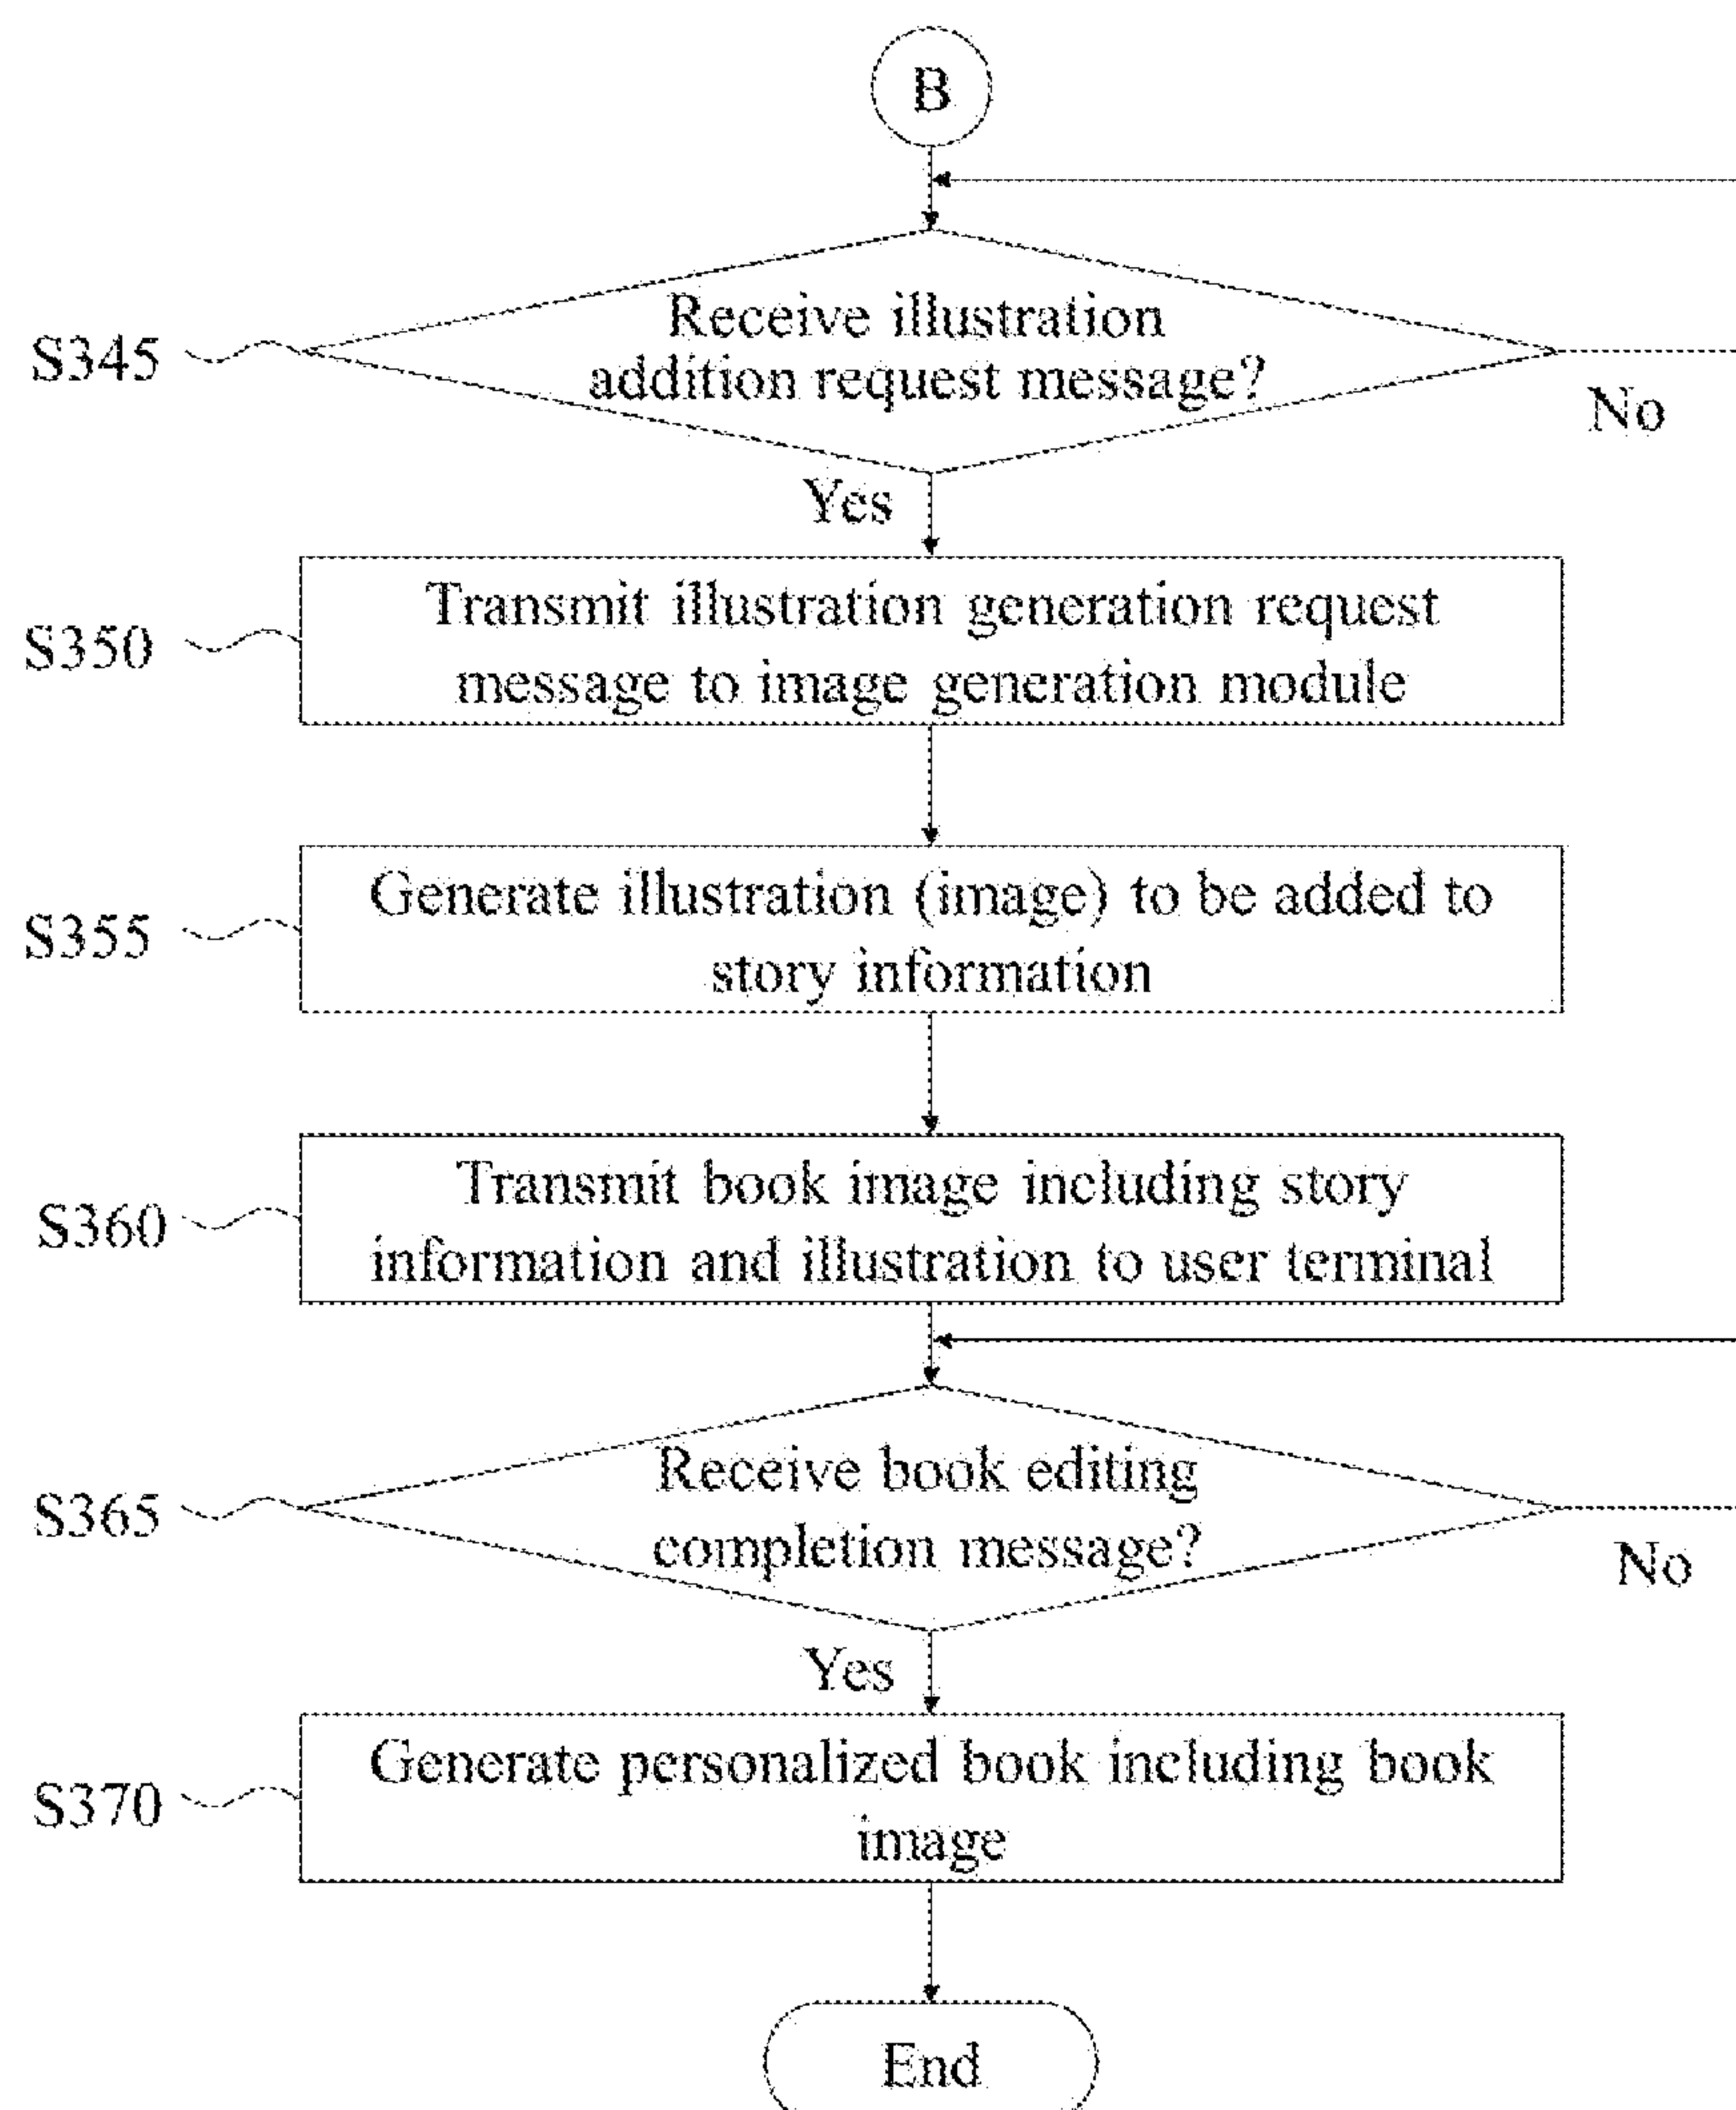 B
S345
Receive illustration
addition request message?
No
Yes
S350
Transmit illustration generation request
message to image generation module
S355
Generate illustration (image) to be added to
story information
S360
Transmit book image including story
information and illustration to user terminal
S365
Receive book editing
completion message?
No
Yes
S370
Generate personalized book including book
image
End